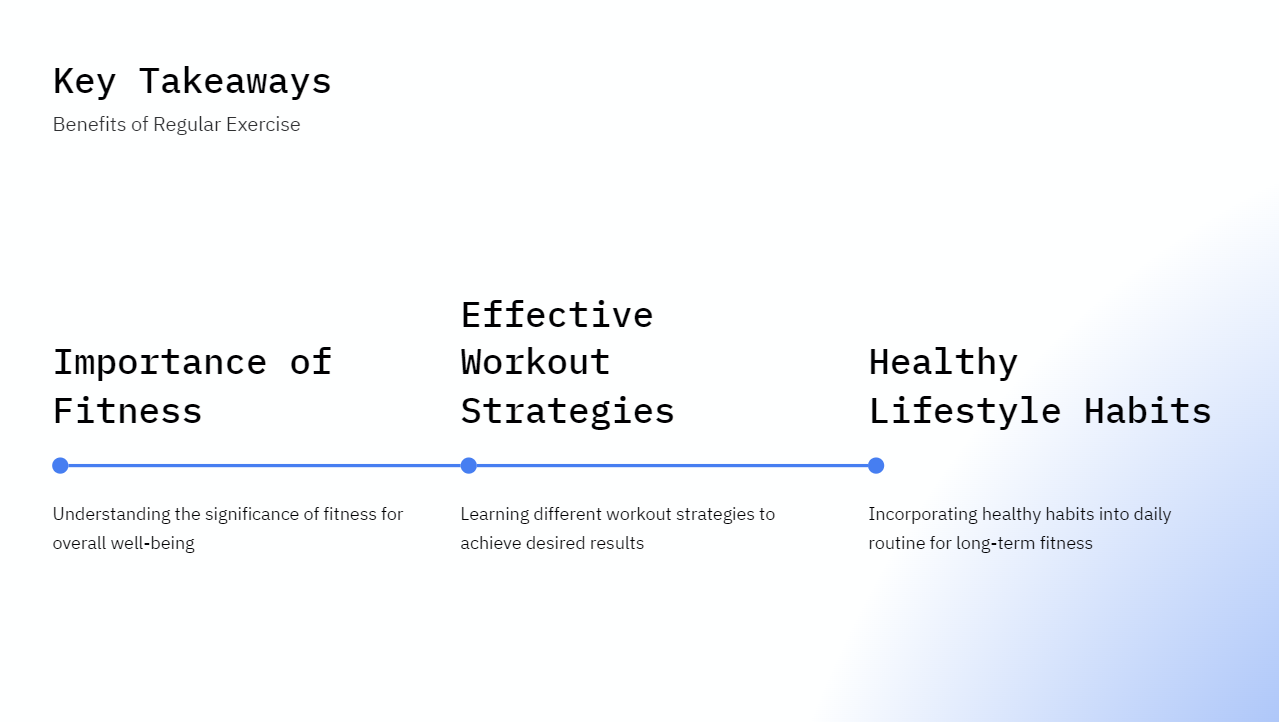 Key Takeaways
Benefits of Regular Exercise
Importance of
Fitness
Effective
Workout
Strategies
Healthy
Lifestyle Habits
Understanding the significance of fitness for
overall well-being
Learning different workout strategies to
achieve desired results
Incorporating healthy habits into daily
routine for long-term fitness